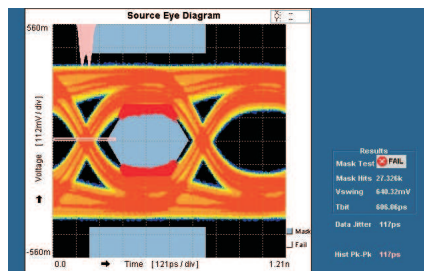 Source Eye Diagram
X: --
Y: --
560m
Voltage [112mV / div]
-560m
0.0
Time [121ps / div]
1.21n
Mask
Fail
Results
Mask Test FAIL
Mask Hits 27.326k
Vswing 640.32mV
Tbit 606.06ps
Data Jitter 117ps
Hist Pk-Pk 117ps